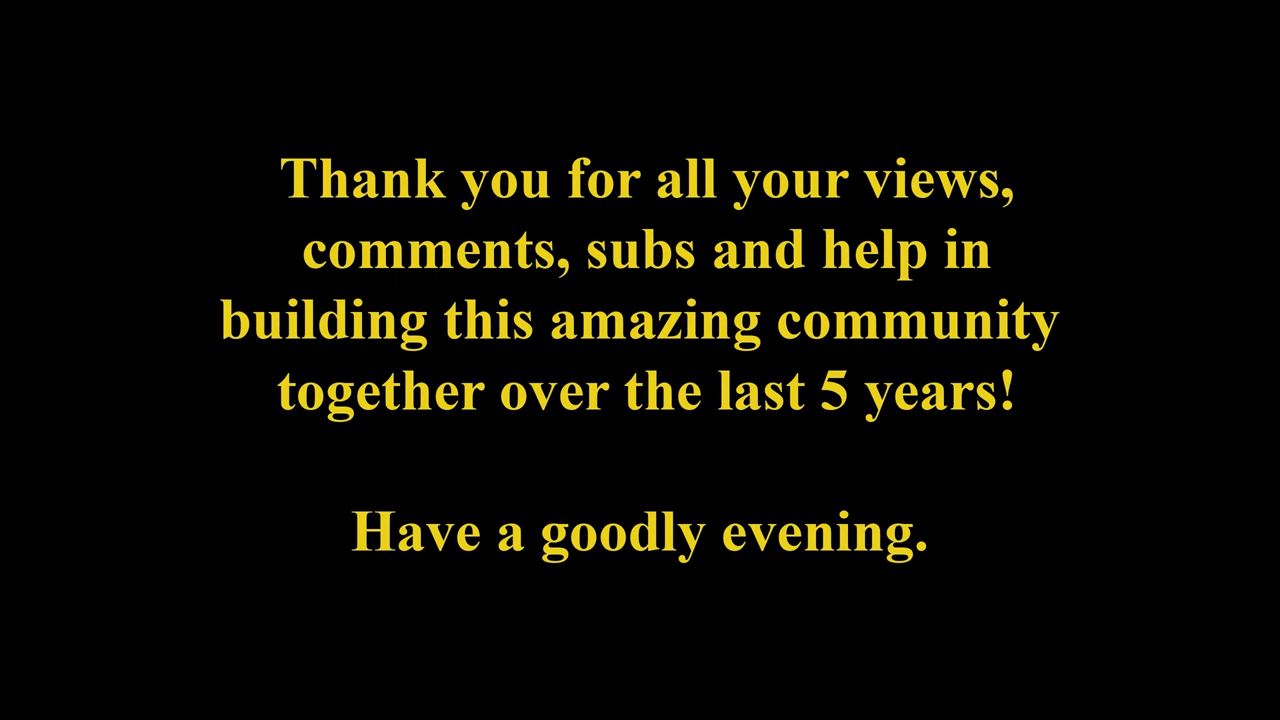 Thank you for all your views,
comments, subs and help in
building this amazing community
together over the last 5 years!
Have a goodly evening.